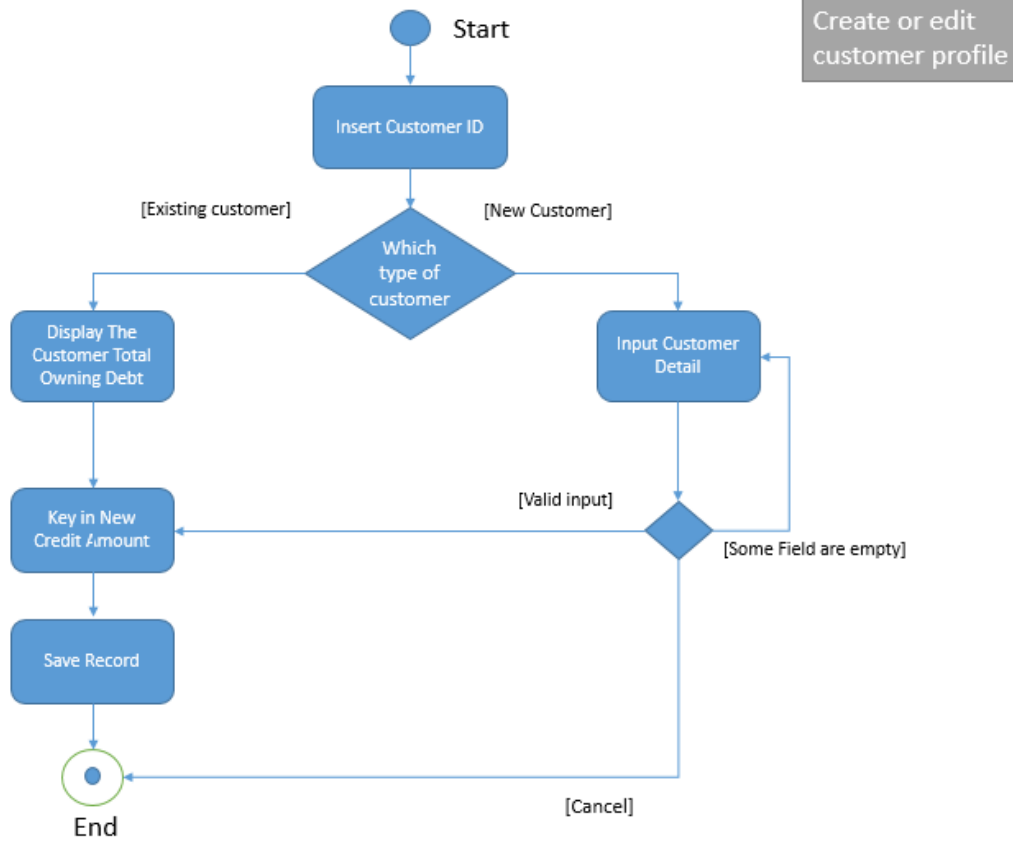 Start
Create or edit
customer profile
Insert Customer ID
[Existing customer]
[New Customer]
Which
type of
customer
Display The
Customer Total
Owning Debt
Input Customer
Detail
[Valid input]
Key in New
Credit Amount
[Some Field are empty]
Save Record
[Cancel]
End